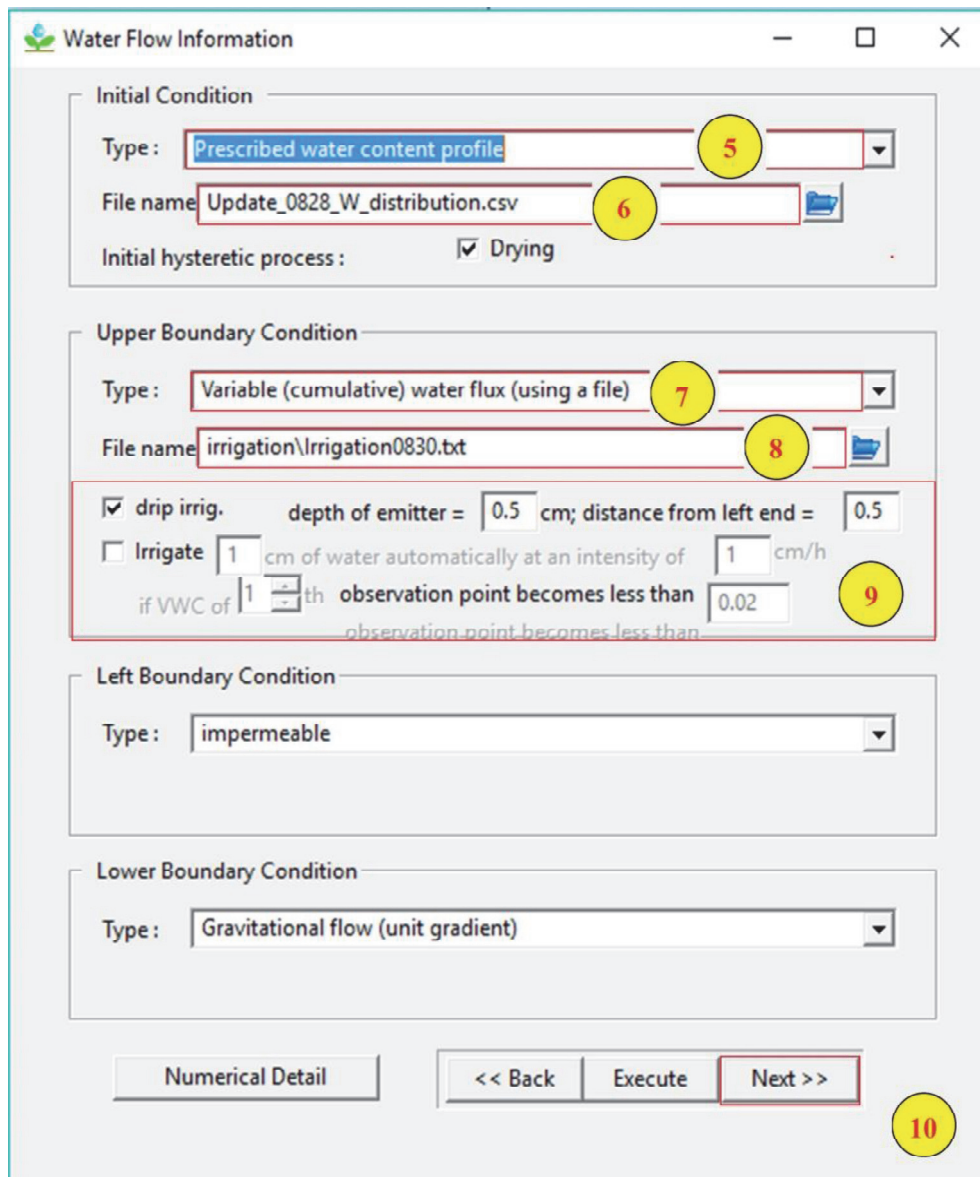 Water Flow Information
Initial Condition
Type : Prescribed water content profile 5
File name Update_0828_W_distribution.csv 6
Initial hysteretic process : Drying
Upper Boundary Condition
Type : Variable (cumulative) water flux (using a file) 7
File name irrigation\Irrigation0830.txt 8
drip irrig. depth of emitter = 0.5 cm; distance from left end = 0.5
Irrigate 1 cm of water automatically at an intensity of 1 cm/h
if VWC of 1 th observation point becomes less than 0.02 9
observation point becomes less than
Left Boundary Condition
Type : impermeable
Lower Boundary Condition
Type : Gravitational flow (unit gradient)
Numerical Detail << Back Execute Next >>
10